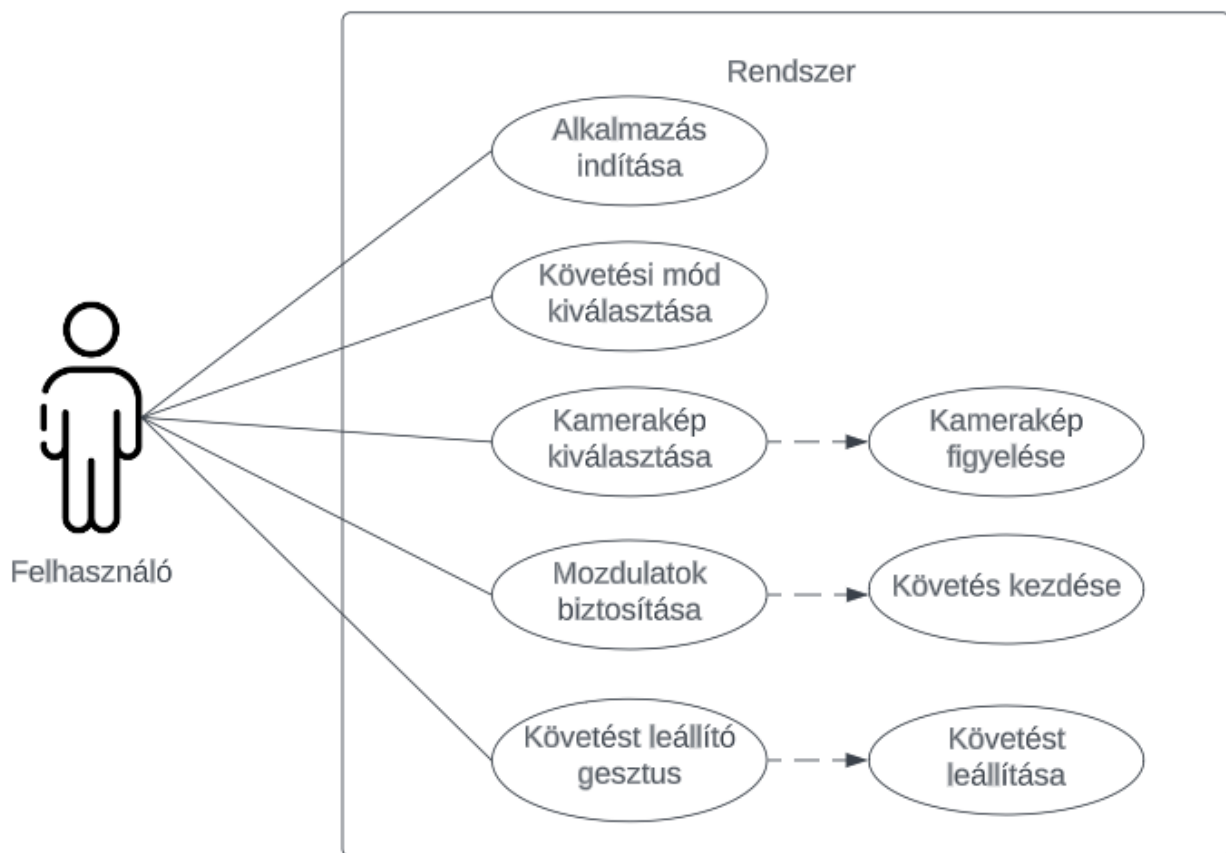 Rendszer
Alkalmazás
indítása
Követési mód
kiválasztása
Kamerakép
kiválasztása
Kamerakép
figyelése
Felhasználó
Mozdulatok
biztosítása
Követés kezdése
Követést leállító
gesztus
Követést
leállítása